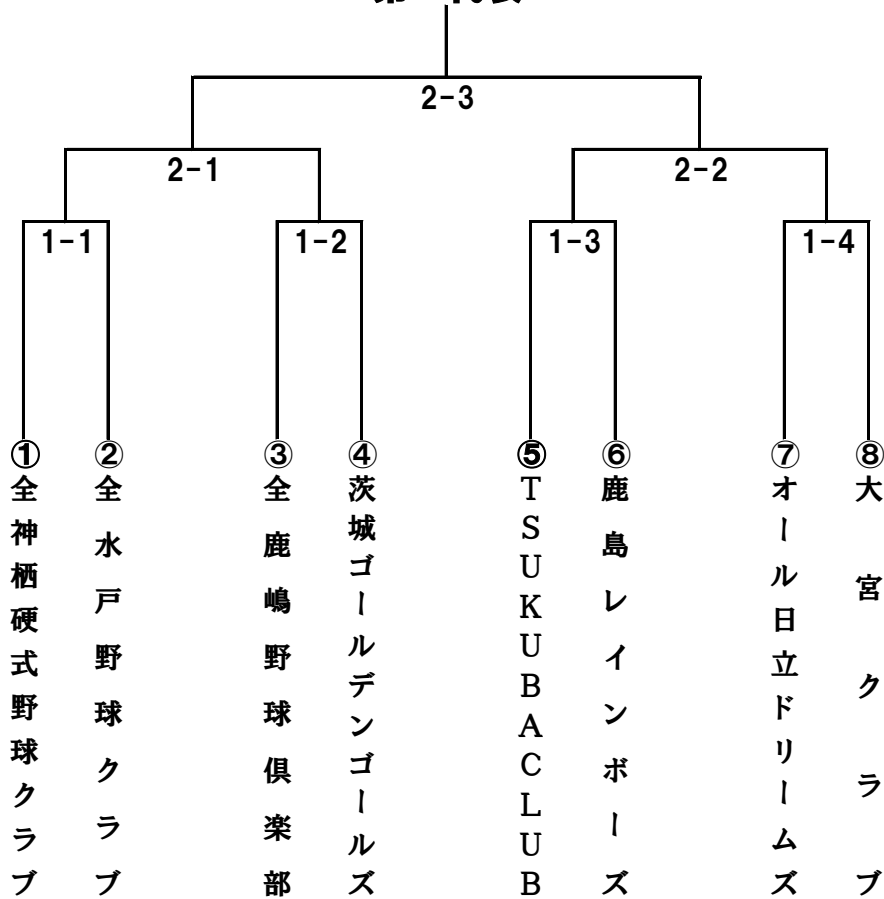 2-3
2-1
2-2
1-1
1-2
1-3
1-4
①全神栖硬式野球クラブ
②全水戸野球クラブ
③全鹿嶋野球倶楽部
④茨城ゴールデンゴールズ
⑤TSUKUBACLUB
⑥鹿島レインボーズ
⑦オール日立ドリームズ
⑧大宮クラブ